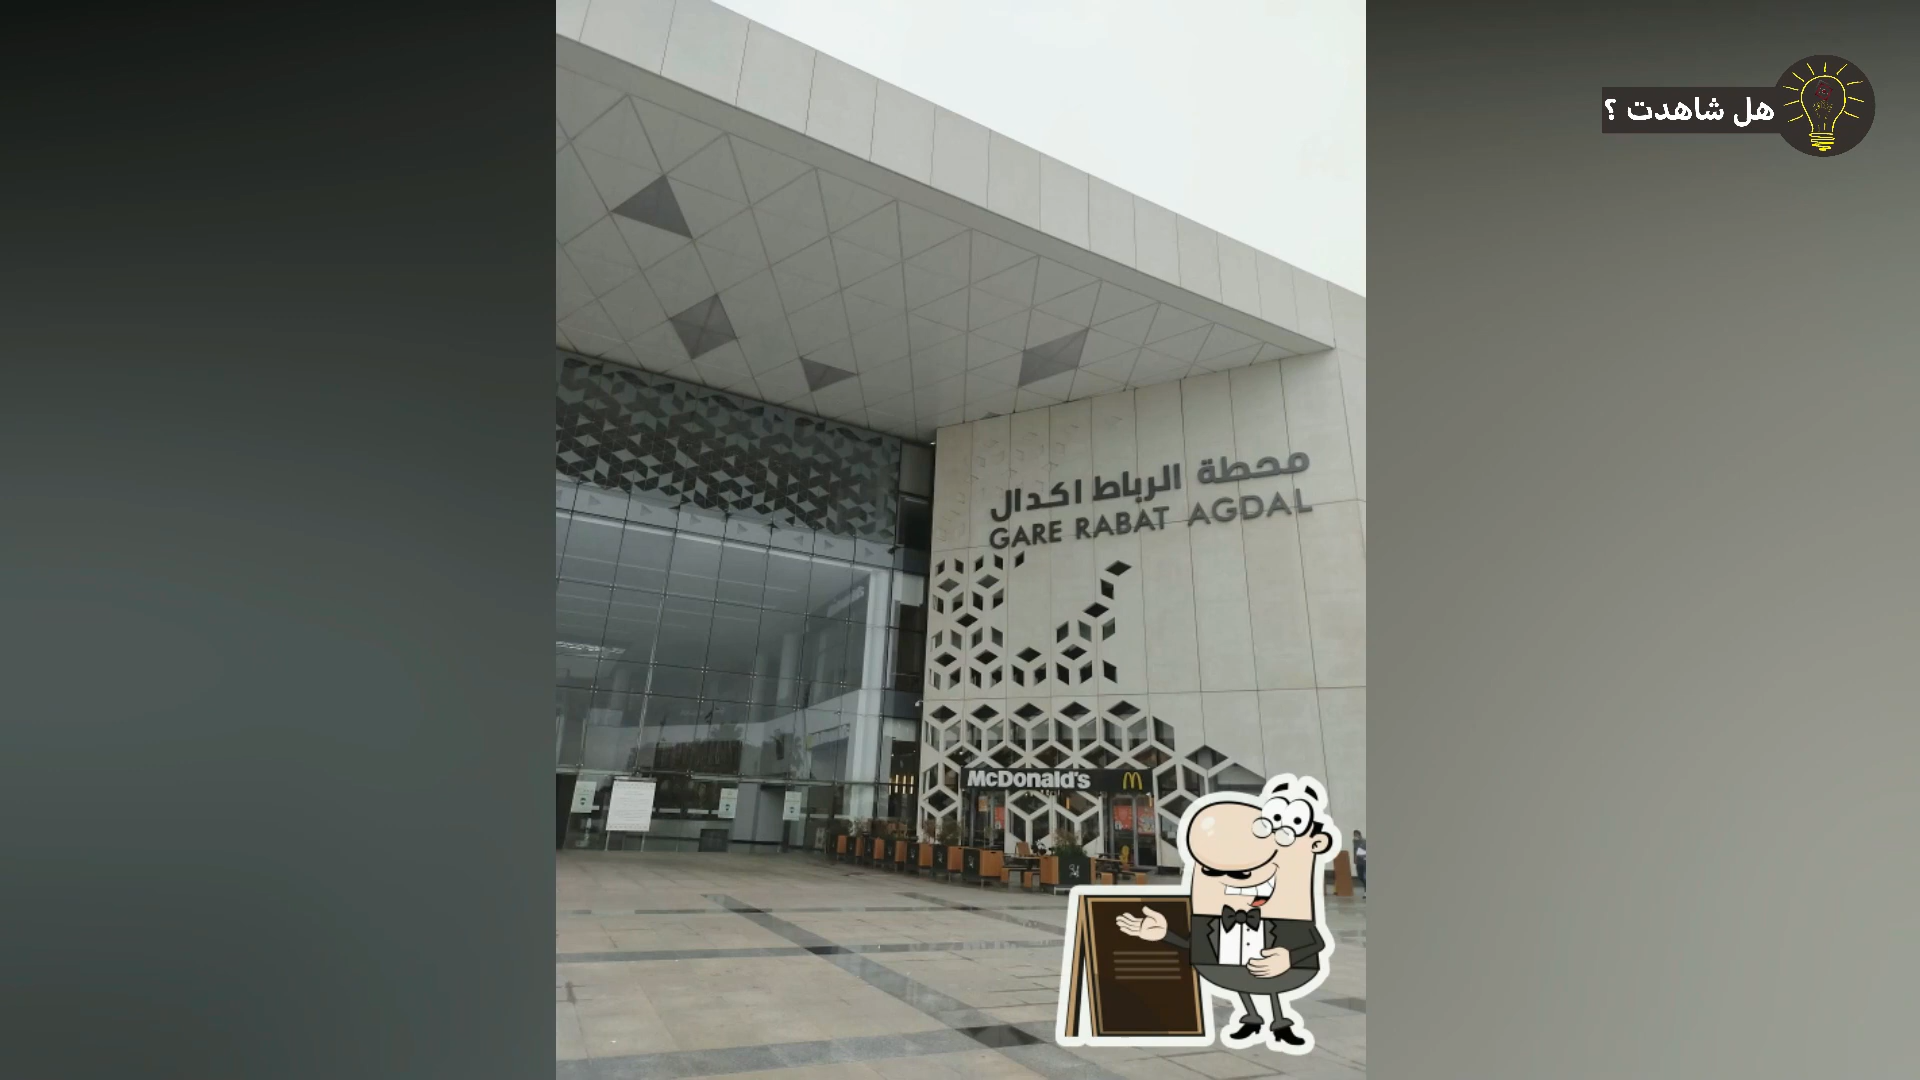 هل شاهدت ؟
محطة الرباط اكدال
GARE RABAT AGDAL
McDonald's